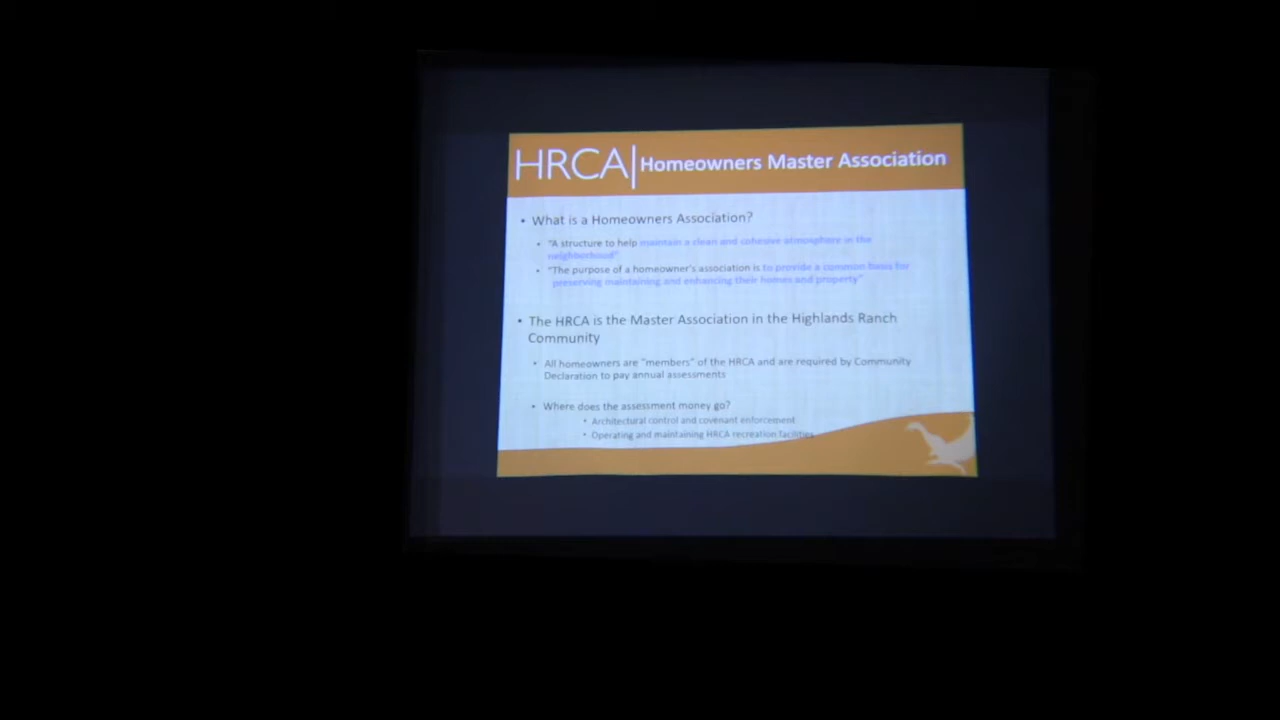 HRCA | Homeowners Master Association
• What is a Homeowners Association?
• "A structure to help maintain a clean and cohesive atmosphere in the
neighborhood"
• "The purpose of a homeowner's association is to provide a common basis for
preserving maintaining and enhancing their homes and property"
• The HRCA is the Master Association in the Highlands Ranch
Community
• All homeowners are "members" of the HRCA and are required by Community
Declaration to pay annual assessments
• Where does the assessment money go?
• Architectural control and covenant enforcement
• Operating and maintaining HRCA recreation facilities